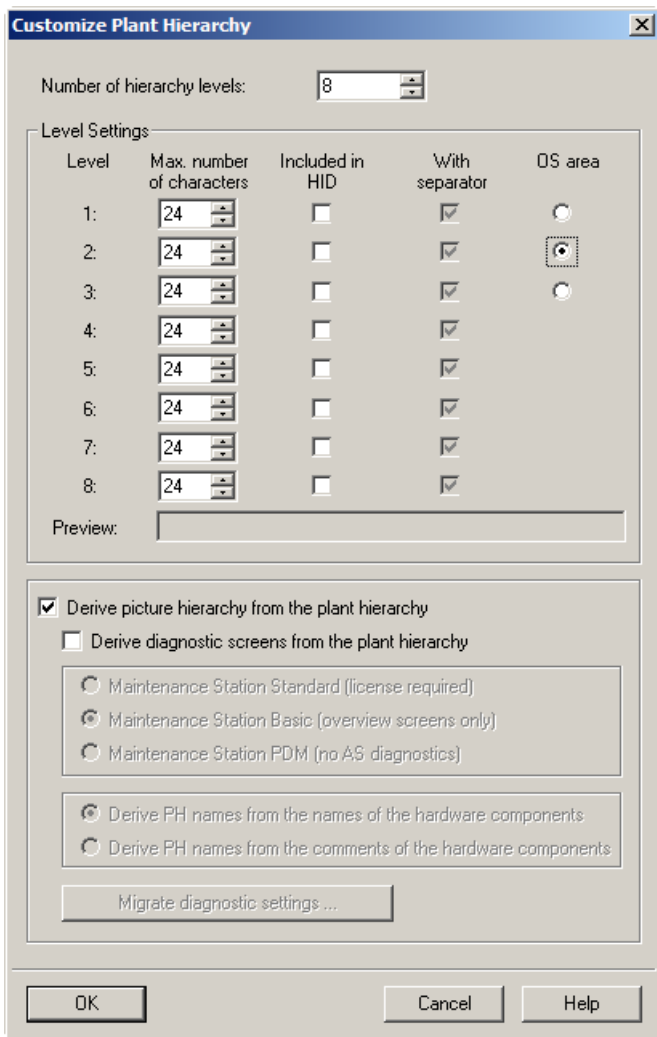 Customize Plant Hierarchy
Number of hierarchy levels: 8
Level Settings
Level Max. number of characters Included in HID With separator OS area
1: 24
2: 24
3: 24
4: 24
5: 24
6: 24
7: 24
8: 24
Preview:
Derive picture hierarchy from the plant hierarchy
Derive diagnostic screens from the plant hierarchy
Maintenance Station Standard (license required)
Maintenance Station Basic (overview screens only)
Maintenance Station PDM (no AS diagnostics)
Derive PH names from the names of the hardware components
Derive PH names from the comments of the hardware components
Migrate diagnostic settings ...
OK Cancel Help